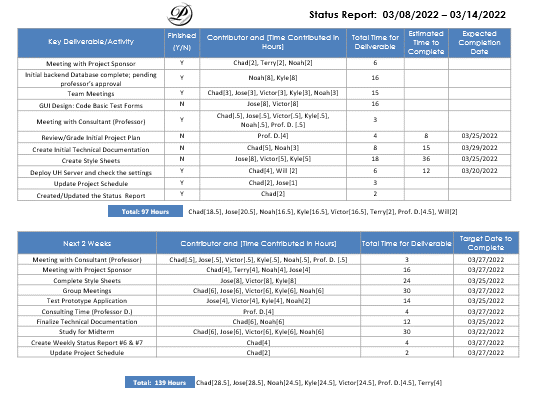 P
Status Report: 03/08/2022 – 03/14/2022
Key Deliverable/Activity Finished (Y/N) Contributor and (Time Contributed in Hours) Total Time for Deliverable Estimated Time to Complete Expected Completion Date
Meeting with Project Sponsor Y Chad[2], Terry[2], Noah[2] 6
Initial backend Database complete; pending professor's approval Y Noah[8], Kyle[8] 16
Team Meetings Y Chad[3], Jose[3], Victor[3], Kyle[3], Noah[3] 15
GUI Design: Code Basic Test Forms N Jose[8], Victor[8] 16
Meeting with Consultant (Professor) Y Chad[.5], Jose[.5], Victor[.5], Kyle[.5], Noah[.5], Prof. D. [.5] 3
Review/Grade Initial Project Plan N Prof. D.[4] 4 8 03/25/2022
Create Initial Technical Documentation N Chad[5], Noah[3] 8 15 03/29/2022
Create Style Sheets N Jose[8], Victor[5], Kyle[5] 18 36 03/25/2022
Deploy UH Server and check the settings Y Chad[4], Will [2] 6 12 03/20/2022
Update Project Schedule Y Chad[2], Jose[1] 3
Created/Updated the Status Report Y Chad[2] 2
Total: 97 Hours Chad[18.5], Jose[20.5], Noah[16.5], Kyle[16.5], Victor[16.5], Terry[2], Prof. D.[4.5], Will[2]
Next 2 Weeks Contributor and (Time Contributed in Hours) Total Time for Deliverable Target Date to Complete
Meeting with Consultant (Professor) Chad[.5], Jose[.5], Victor[.5], Kyle[.5], Noah[.5], Prof. D. [.5] 3 03/27/2022
Meeting with Project Sponsor Chad[4], Terry[4], Noah[4], Jose[4] 16 03/27/2022
Complete Style Sheets Jose[8], Victor[8], Kyle[8] 24 03/25/2022
Group Meetings Chad[6], Jose[6], Victor[6], Kyle[6], Noah[6] 30 03/27/2022
Test Prototype Application Jose[4], Victor[4], Kyle[4], Noah[2] 14 03/25/2022
Consulting Time (Professor D.) Prof. D.[4] 4 03/27/2022
Finalize Technical Documentation Chad[6], Noah[6] 12 03/25/2022
Study for Midterm Chad[6], Jose[6], Victor[6], Kyle[6], Noah[6] 30 03/22/2022
Create Weekly Status Report #6 & #7 Chad[4] 4 03/27/2022
Update Project Schedule Chad[2] 2 03/27/2022
Total: 139 Hours Chad[28.5], Jose[28.5], Noah[24.5], Kyle[24.5], Victor[24.5], Prof. D.[4.5], Terry[4]